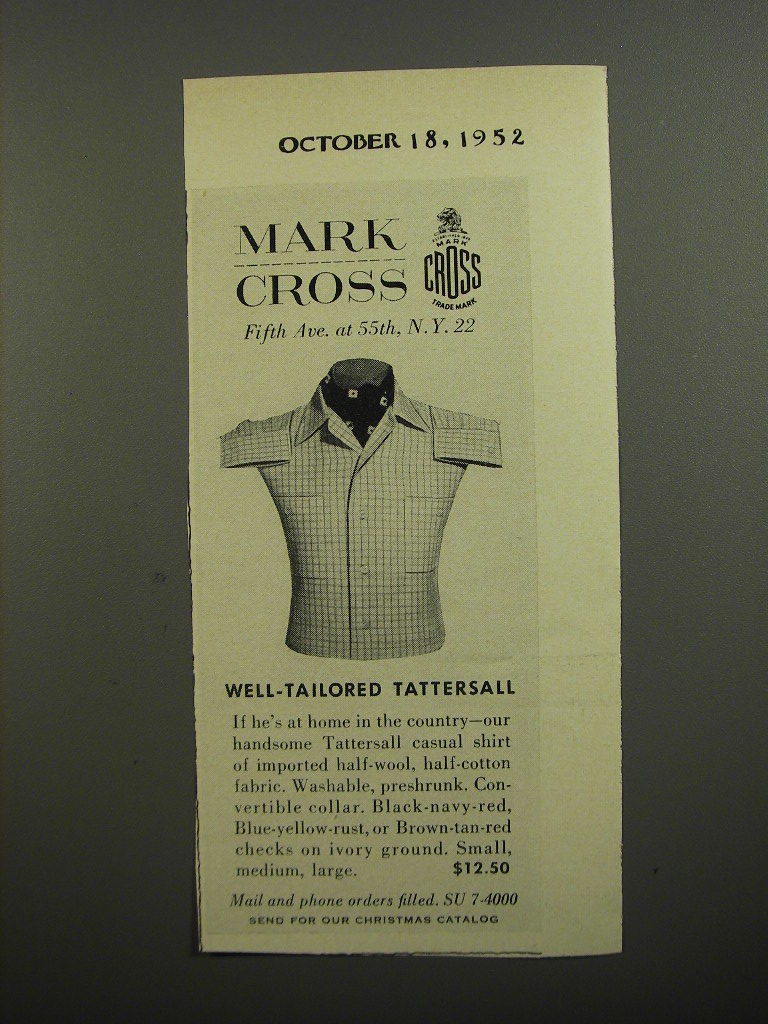 OCTOBER 18, 1952
MARK
CROSS
MARK
CROSS
TRADE MARK
Fifth Ave. at 55th, N.Y. 22
WELL-TAILORED TATTERSALL
If he's at home in the country—our
handsome Tattersall casual shirt
of imported half-wool, half-cotton
fabric. Washable, preshrunk. Con-
vertible collar. Black-navy-red,
Blue-yellow-rust, or Brown-tan-red
checks on ivory ground. Small,
medium, large. $12.50
Mail and phone orders filled. SU 7-4000
SEND FOR OUR CHRISTMAS CATALOG